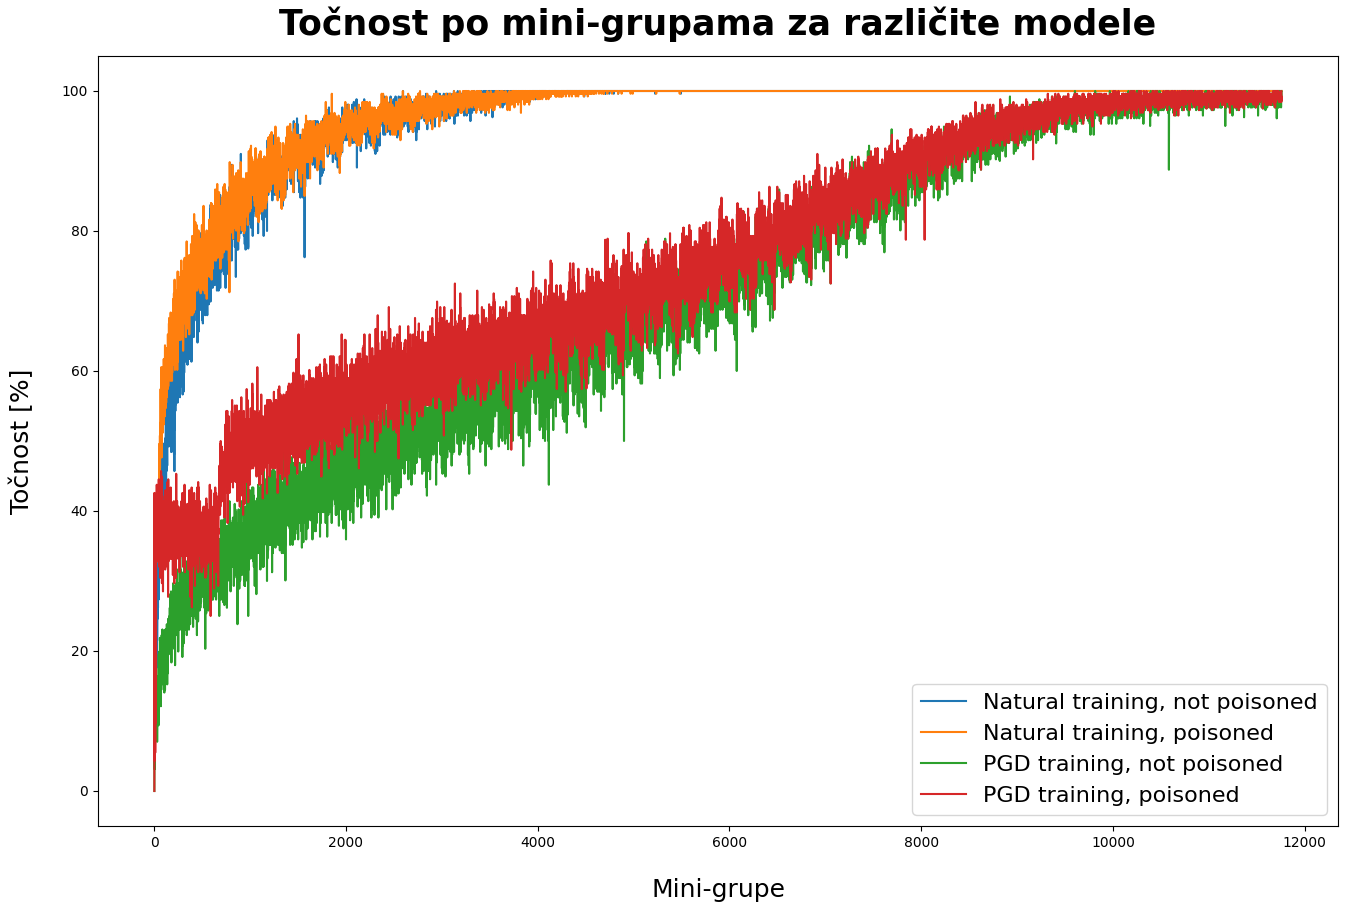 Točnost po mini-grupama za različite modele
Točnost [%]
100
80
60
40
20
0
0 2000 4000 6000 8000 10000 12000
Mini-grupe
Natural training, not poisoned
Natural training, poisoned
PGD training, not poisoned
PGD training, poisoned